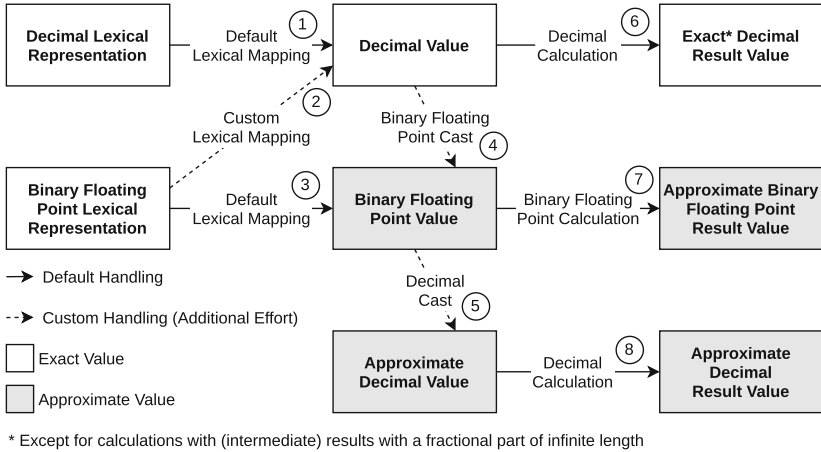 Decimal Lexical
Representation
Default
Lexical Mapping
1
Decimal Value
Decimal
Calculation
6
Exact* Decimal
Result Value
Custom
Lexical Mapping
2
Binary Floating
Point Cast
4
Binary Floating
Point Lexical
Representation
Default
Lexical Mapping
3
Binary Floating
Point Value
Binary Floating
Point Calculation
7
Approximate Binary
Floating Point
Result Value
Default Handling
Custom Handling (Additional Effort)
Exact Value
Approximate Value
Decimal
Cast
5
Approximate
Decimal Value
Decimal
Calculation
8
Approximate
Decimal
Result Value
* Except for calculations with (intermediate) results with a fractional part of infinite length